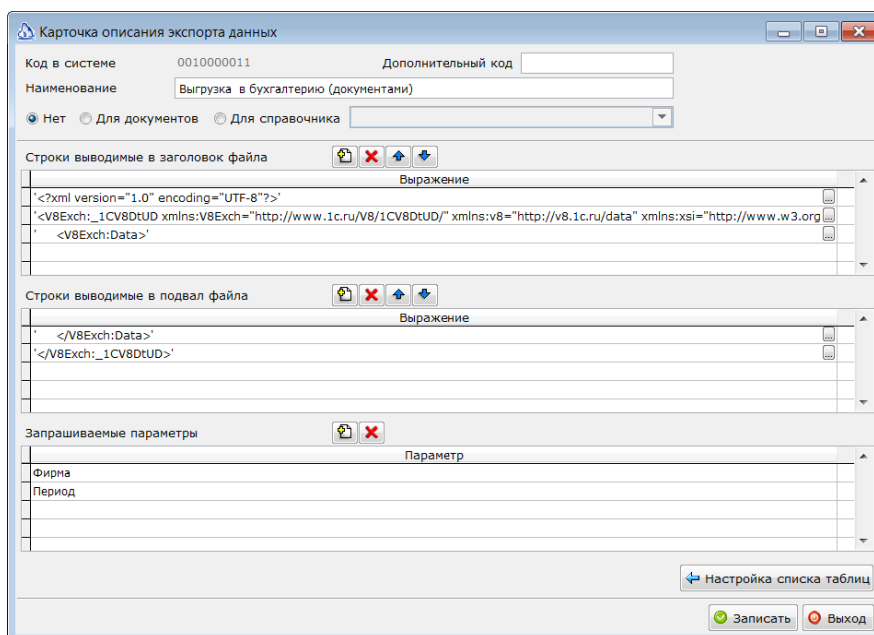 Карточка описания экспорта данных
Код в системе 0010000011 Дополнительный код
Наименование Выгрузка в бухгалтерию (документами)
Нет Для документов Для справочника
Строки выводимые в заголовок файла
Выражение
'<?xml version="1.0" encoding="UTF-8"?>'
'<V8Exch:_1CV8DtUD xmlns:V8Exch="http://www.1c.ru/V8/1CV8DtUD/" xmlns:v8="http://v8.1c.ru/data" xmlns:xsi="http://www.w3.org
' <V8Exch:Data>'
Строки выводимые в подвал файла
Выражение
' </V8Exch:Data>'
'</V8Exch:_1CV8DtUD>'
Запрашиваемые параметры
Параметр
Фирма
Период
Настройка списка таблиц
Записать Выход